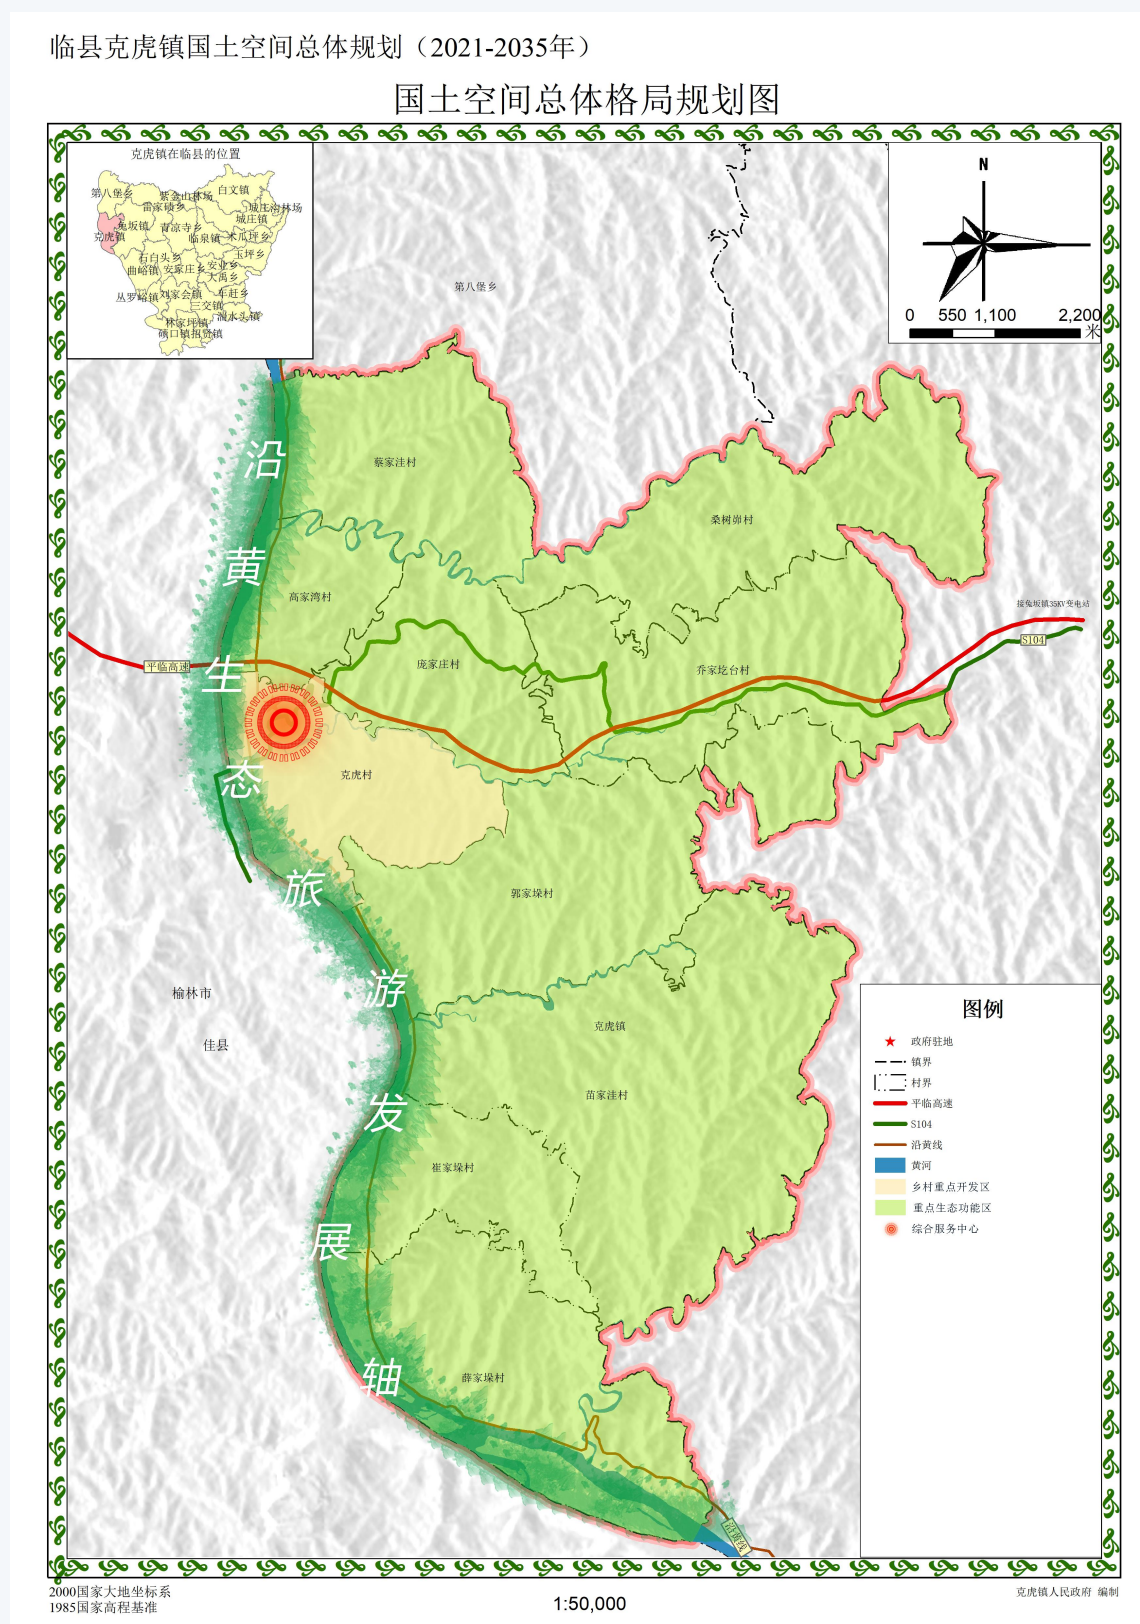 临县克虎镇国土空间总体规划（2021-2035年）
国土空间总体格局规划图
克虎镇在临县的位置
第八堡乡
紫金山林场
白文镇
雷家碛乡
城庄沟林场
城庄镇
兔坂镇
青凉寺乡
克虎镇
临泉镇
木瓜坪乡
石白头乡
玉坪乡
曲峪镇
安家庄乡
安业乡
大禹乡
丛罗峪镇
刘家会镇
车赶乡
三交镇
湍水头镇
林家坪镇
碛口镇
招贤镇
N
0 550 1,100 2,200
米
第八堡乡
沿黄生态旅游发展轴
蔡家洼村
桑树峁村
高家湾村
接兔坂镇35KV变电站
S104
平临高速
庞家庄村
乔家圪台村
克虎村
郭家垛村
榆林市
佳县
克虎镇
苗家洼村
崔家垛村
薛家垛村
沿黄线
图例
政府驻地
镇界
村界
平临高速
S104
沿黄线
黄河
乡村重点开发区
重点生态功能区
综合服务中心
2000国家大地坐标系
1985国家高程基准
1:50,000
克虎镇人民政府 编制